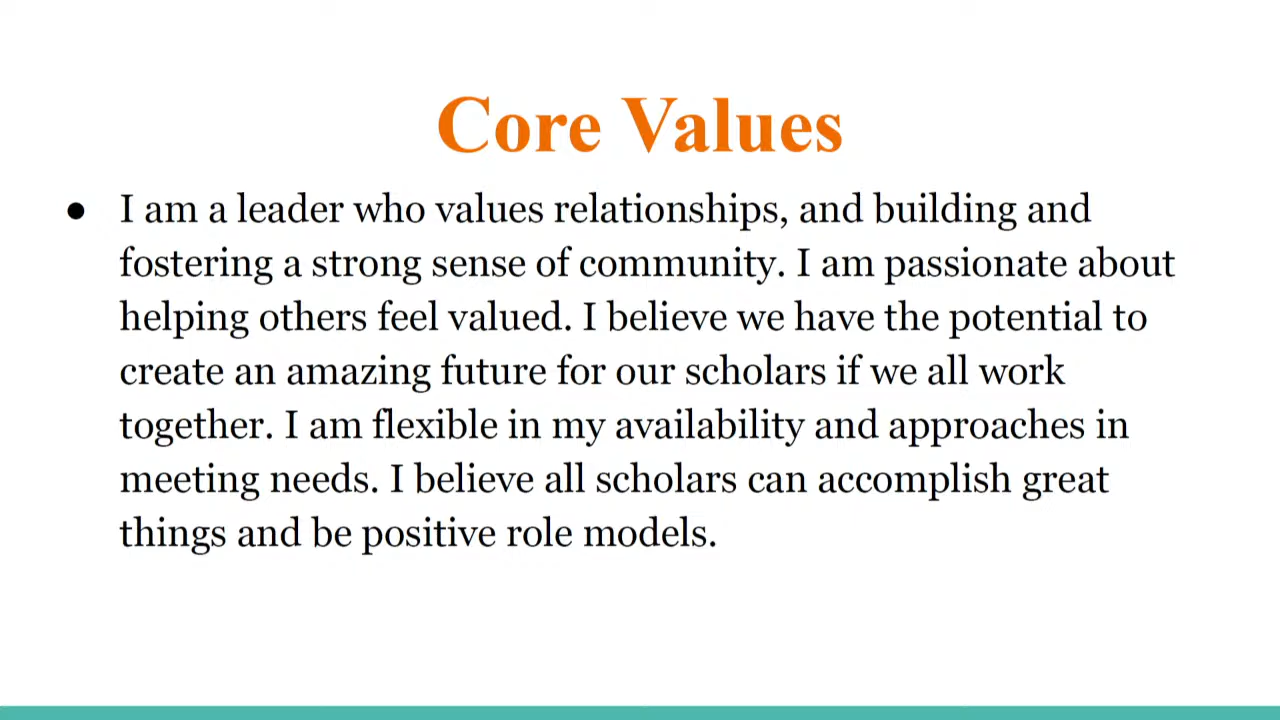 Core Values
● I am a leader who values relationships, and building and
fostering a strong sense of community. I am passionate about
helping others feel valued. I believe we have the potential to
create an amazing future for our scholars if we all work
together. I am flexible in my availability and approaches in
meeting needs. I believe all scholars can accomplish great
things and be positive role models.